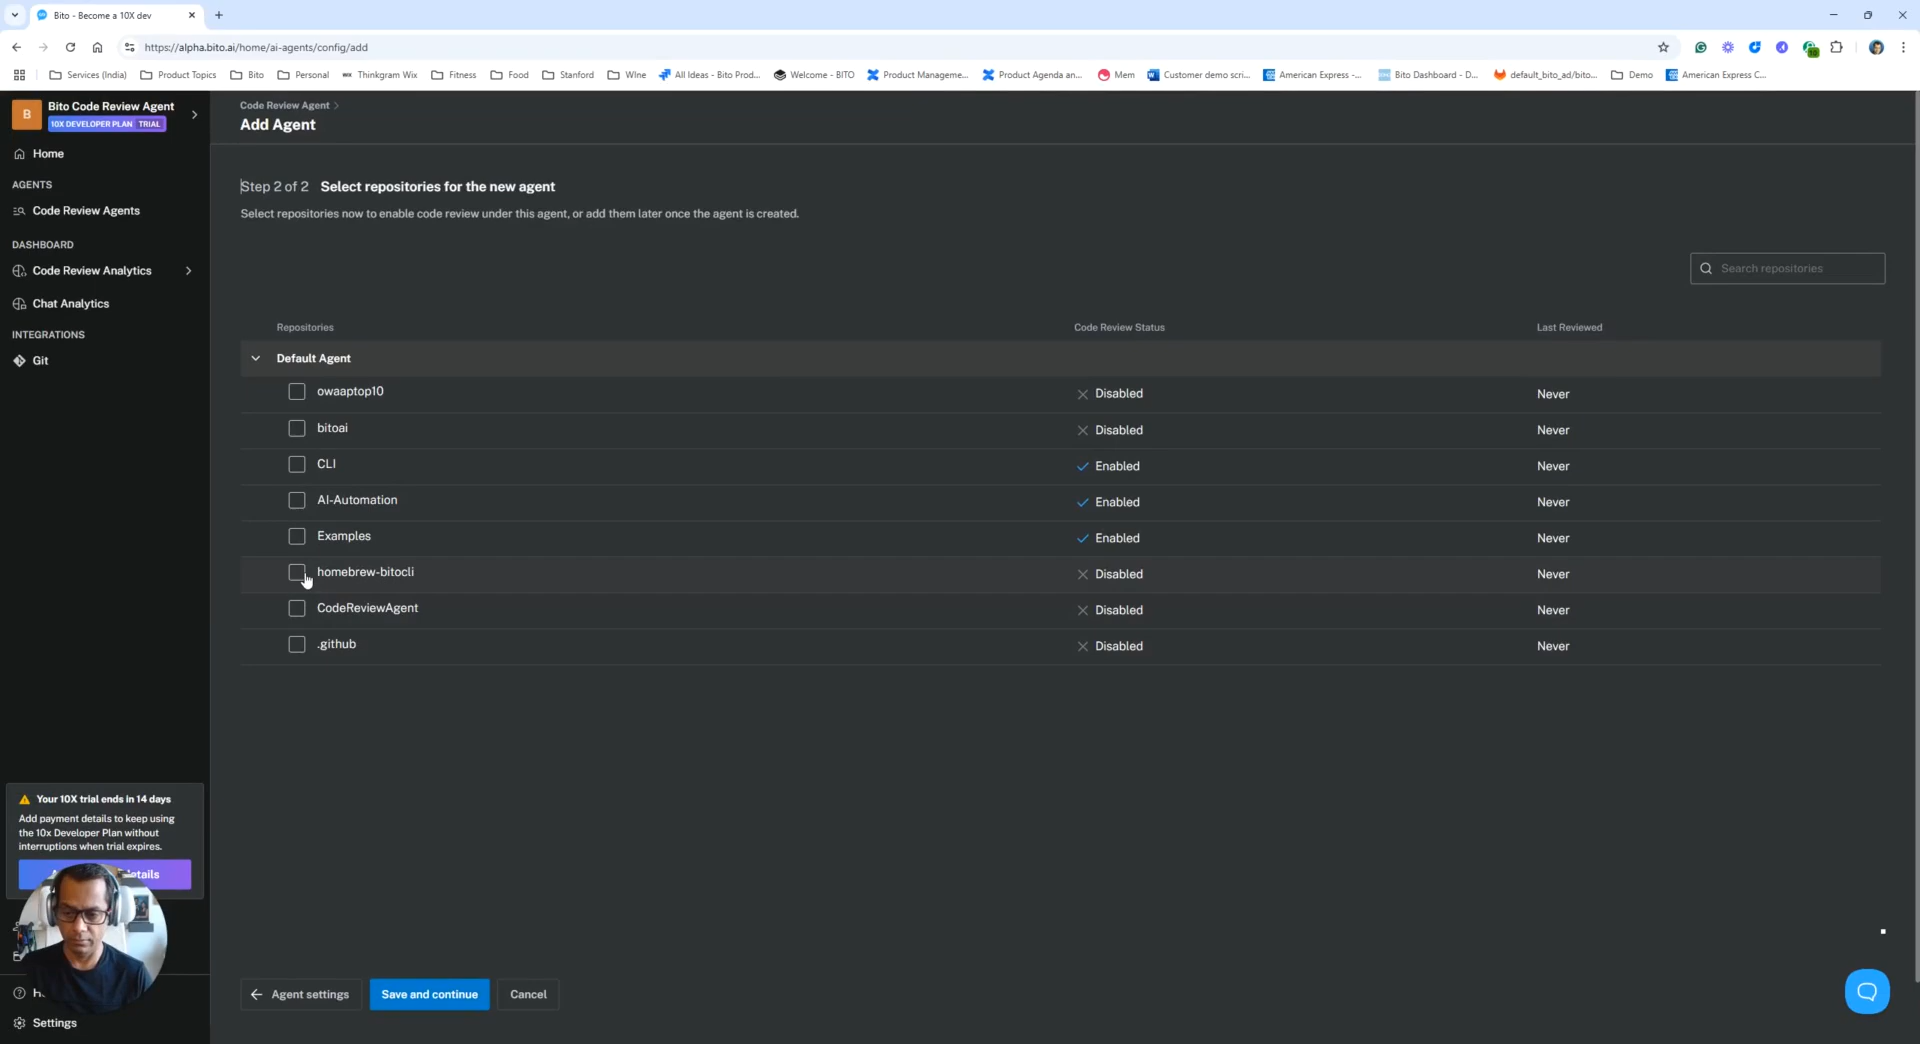 Bito - Become a 10X dev
https://alpha.bito.ai/home/ai-agents/config/add
Services (India)
Product Topics
Bito
Personal
Thinkgram Wix
Fitness
Food
Stanford
WIne
All Ideas - Bito Prod...
Welcome - BITO
Product Manageme...
Product Agenda an...
Mem
Customer demo scri...
American Express -...
Bito Dashboard - D...
default_bito_ad/bito...
Demo
American Express C...
B
Bito Code Review Agent
10X DEVELOPER PLAN TRIAL
Home
AGENTS
Code Review Agents
DASHBOARD
Code Review Analytics
Chat Analytics
INTEGRATIONS
Git
Code Review Agent
Add Agent
Step 2 of 2 Select repositories for the new agent
Select repositories now to enable code review under this agent, or add them later once the agent is created.
Search repositories
Repositories Code Review Status Last Reviewed
Default Agent
owaaptop10 Disabled Never
bitoai Disabled Never
CLI Enabled Never
AI-Automation Enabled Never
Examples Enabled Never
homebrew-bitocli Disabled Never
CodeReviewAgent Disabled Never
.github Disabled Never
Your 10X trial ends in 14 days
Add payment details to keep using
the 10x Developer Plan without
interruptions when trial expires.
Settings
Agent settings
Save and continue
Cancel